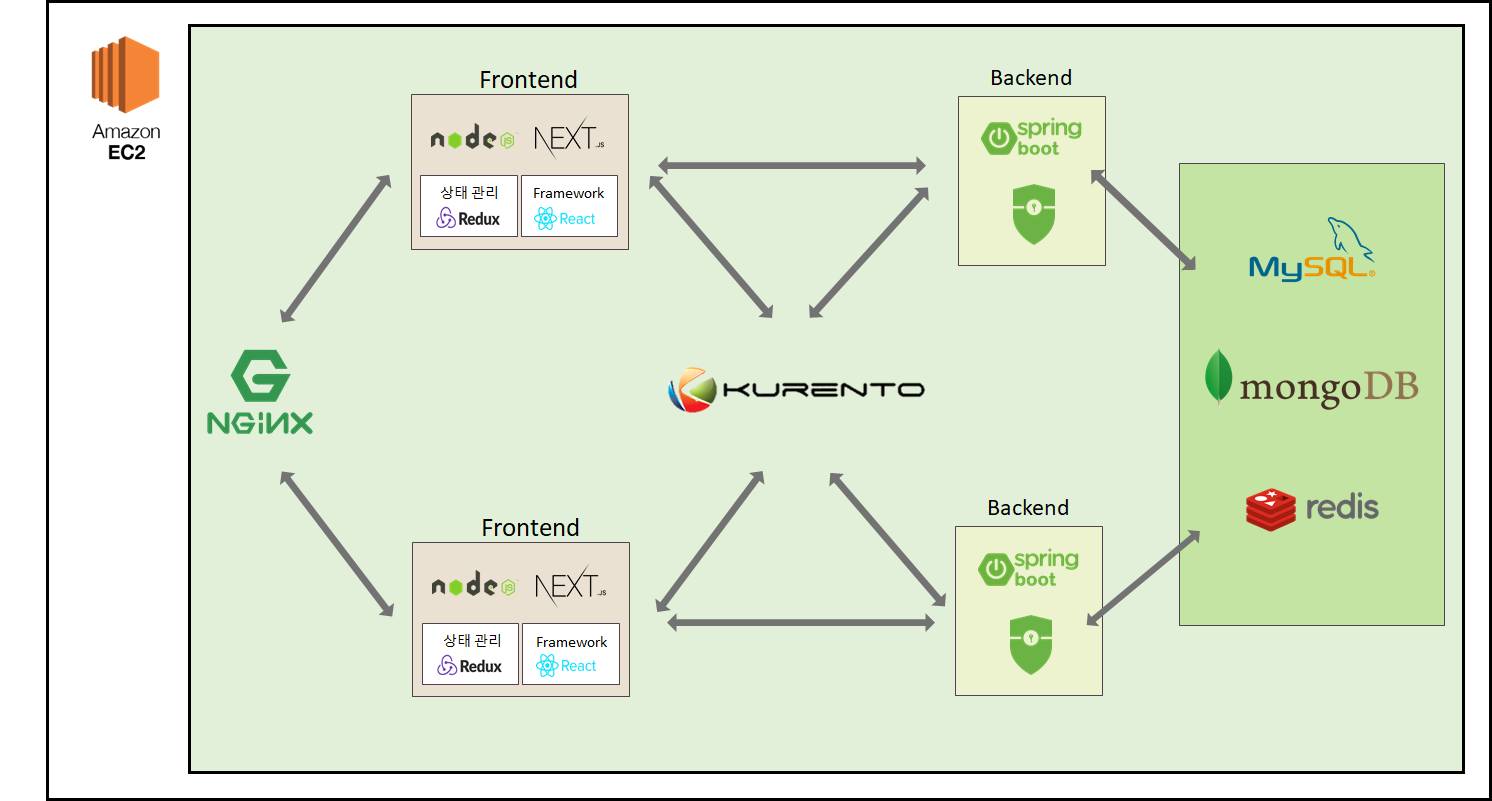 Amazon
EC2
Frontend
node JS
NEXT.JS
상태 관리
Redux
Framework
React
Backend
spring
boot
MySQL®
mongoDB
redis
NGiNX
KURENTO
Frontend
node JS
NEXT.JS
상태 관리
Redux
Framework
React
Backend
spring
boot